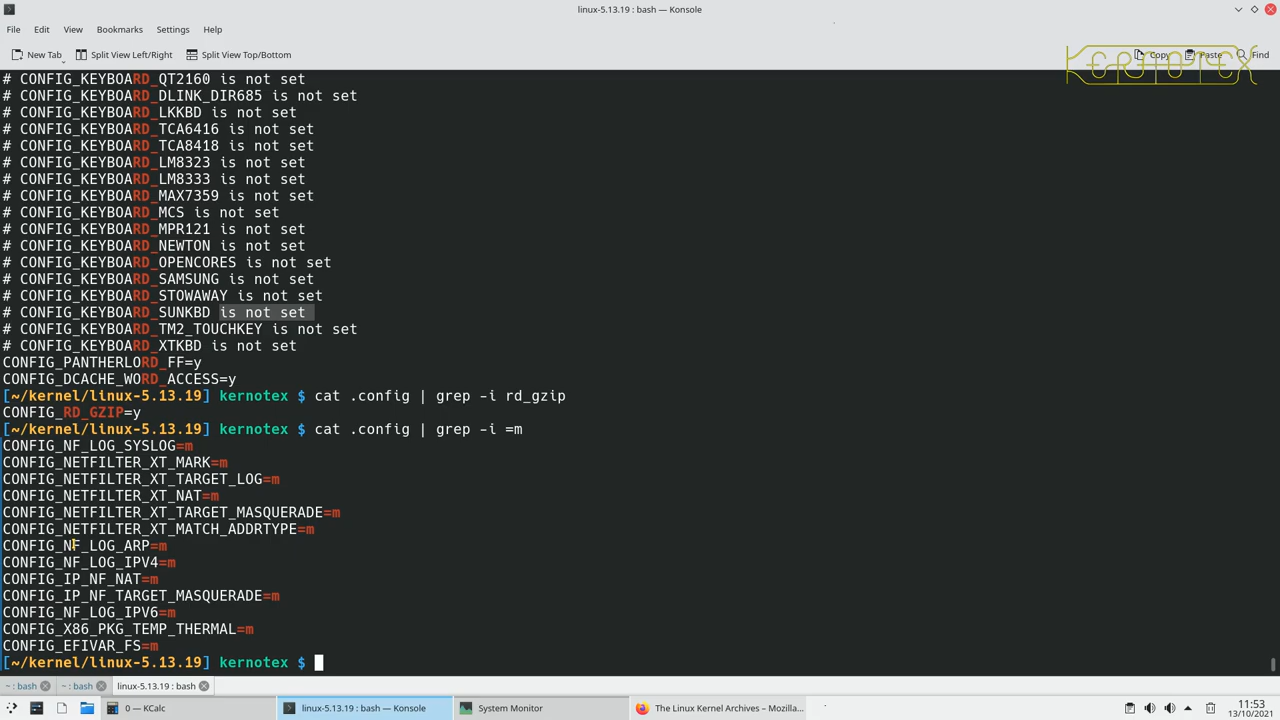 linux-5.13.19 : bash — Konsole
File Edit View Bookmarks Settings Help
New Tab Split View Left/Right Split View Top/Bottom Copy Paste Find
KERNOTEX
# CONFIG_KEYBOARD_QT2160 is not set
# CONFIG_KEYBOARD_DLINK_DIR685 is not set
# CONFIG_KEYBOARD_LKKBD is not set
# CONFIG_KEYBOARD_TCA6416 is not set
# CONFIG_KEYBOARD_TCA8418 is not set
# CONFIG_KEYBOARD_LM8323 is not set
# CONFIG_KEYBOARD_LM8333 is not set
# CONFIG_KEYBOARD_MAX7359 is not set
# CONFIG_KEYBOARD_MCS is not set
# CONFIG_KEYBOARD_MPR121 is not set
# CONFIG_KEYBOARD_NEWTON is not set
# CONFIG_KEYBOARD_OPENCORES is not set
# CONFIG_KEYBOARD_SAMSUNG is not set
# CONFIG_KEYBOARD_STOWAWAY is not set
# CONFIG_KEYBOARD_SUNKBD is not set
# CONFIG_KEYBOARD_TM2_TOUCHKEY is not set
# CONFIG_KEYBOARD_XTKBD is not set
CONFIG_PANTHERLORD_FF=y
CONFIG_DCACHE_WORD_ACCESS=y
[~/kernel/linux-5.13.19] kernotex $ cat .config | grep -i rd_gzip
CONFIG_RD_GZIP=y
[~/kernel/linux-5.13.19] kernotex $ cat .config | grep -i =m
CONFIG_NF_LOG_SYSLOG=m
CONFIG_NETFILTER_XT_MARK=m
CONFIG_NETFILTER_XT_TARGET_LOG=m
CONFIG_NETFILTER_XT_NAT=m
CONFIG_NETFILTER_XT_TARGET_MASQUERADE=m
CONFIG_NETFILTER_XT_MATCH_ADDRTYPE=m
CONFIG_NF_LOG_ARP=m
CONFIG_NF_LOG_IPV4=m
CONFIG_IP_NF_NAT=m
CONFIG_IP_NF_TARGET_MASQUERADE=m
CONFIG_NF_LOG_IPV6=m
CONFIG_X86_PKG_TEMP_THERMAL=m
CONFIG_EFIVAR_FS=m
[~/kernel/linux-5.13.19] kernotex $
~ : bash ~ : bash linux-5.13.19 : bash
0 — KCalc linux-5.13.19 : bash — Konsole System Monitor The Linux Kernel Archives – Mozilla... 11:53
13/10/2021